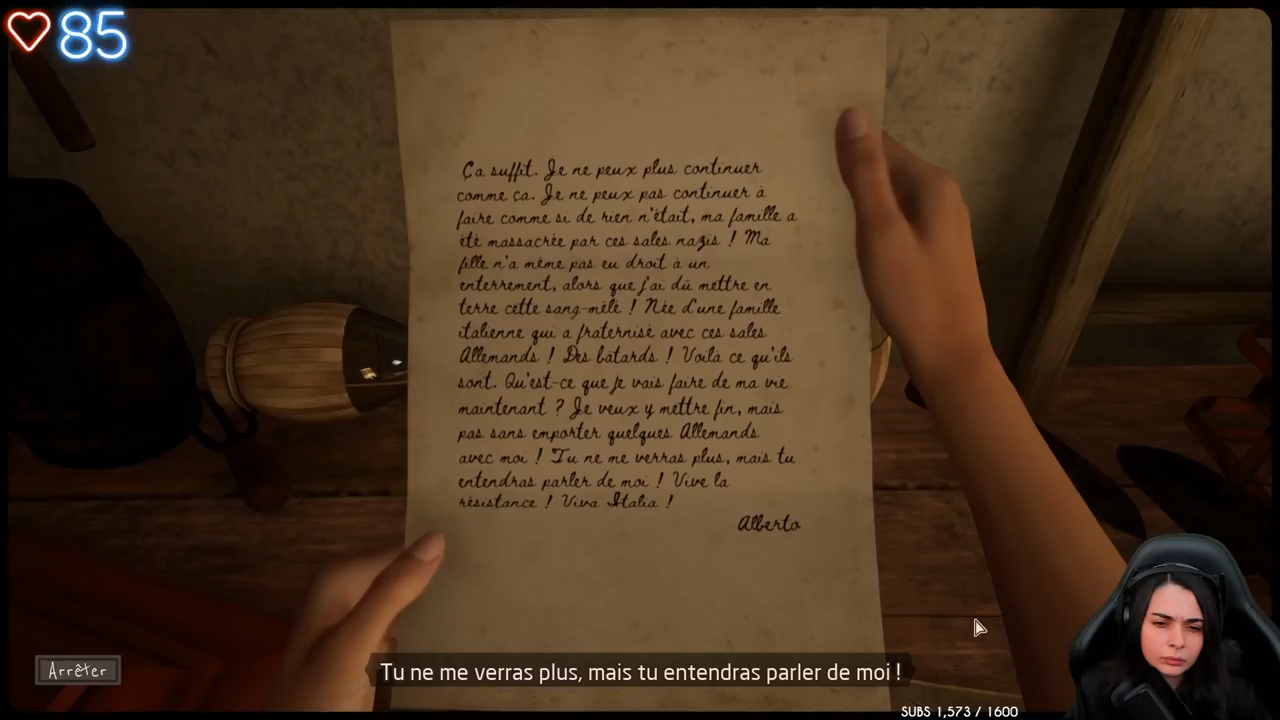 85
Ça suffit. Je ne peux plus continuer
comme ça. Je ne peux pas continuer à
faire comme si de rien n'était, ma famille a
été massacrée par ces sales nazis ! Ma
fille n'a même pas eu droit à un
enterrement, alors que j'ai dû mettre en
terre cette sang-mêlé ! Née d'une famille
italienne qui a fraternisé avec ces sales
Allemands ! Des bâtards ! Voilà ce qu'ils
sont. Qu'est-ce que je vais faire de ma vie
maintenant ? Je veux y mettre fin, mais
pas sans emporter quelques Allemands
avec moi ! Tu ne me verras plus, mais tu
entendras parler de moi ! Vive la
résistance ! Viva Italia !
Alberto
Arrêter
Tu ne me verras plus, mais tu entendras parler de moi !
SUBS 1,573 / 1600